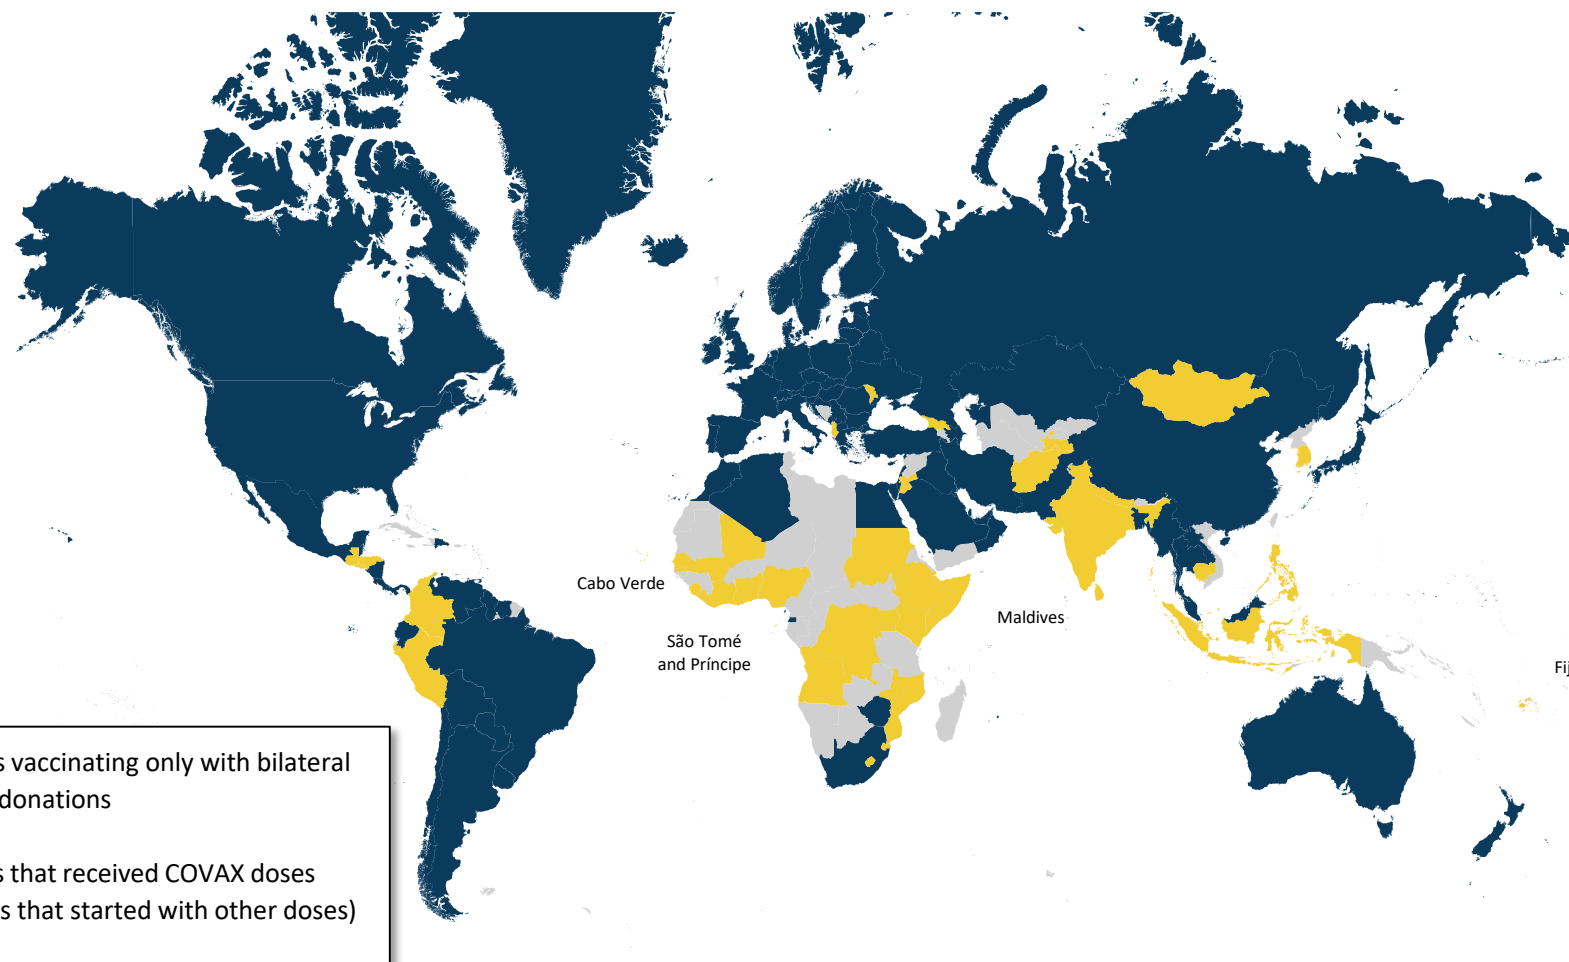 Cabo Verde
Maldives
São Tomé
and Príncipe
Fij
s vaccinating only with bilateral
donations
s that received COVAX doses
s that started with other doses)